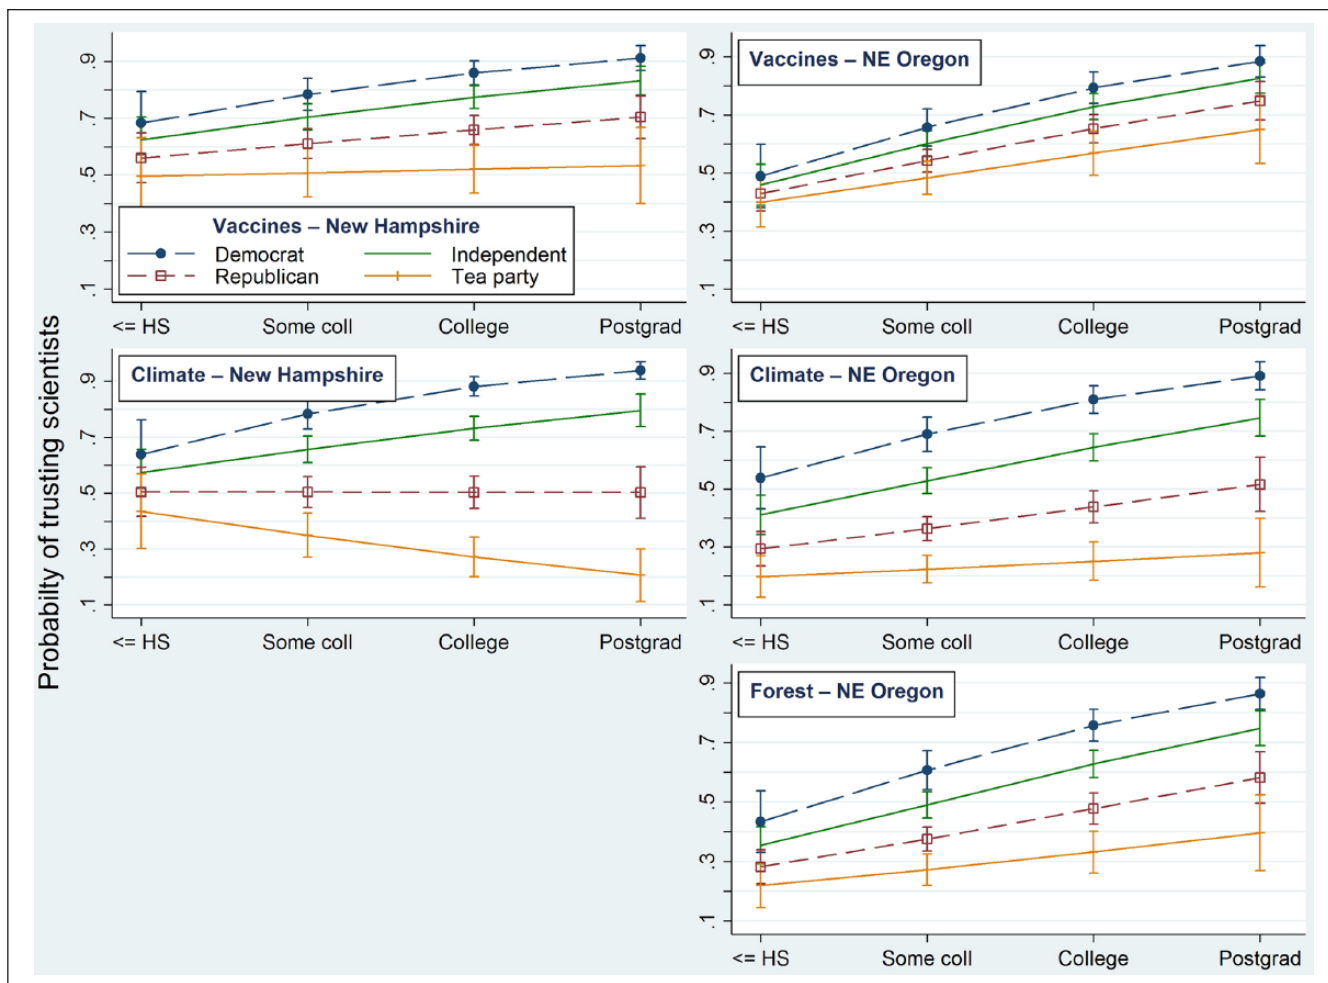 Probabilty of trusting scientists
.9
.7
.5
.3
.1
Vaccines – New Hampshire
Democrat
Independent
Republican
Tea party
<= HS
Some coll
College
Postgrad
Vaccines – NE Oregon
.9
.7
.5
.3
.1
<= HS
Some coll
College
Postgrad
Climate – New Hampshire
.9
.7
.5
.3
.1
<= HS
Some coll
College
Postgrad
Climate – NE Oregon
.9
.7
.5
.3
.1
<= HS
Some coll
College
Postgrad
Forest – NE Oregon
.9
.7
.5
.3
.1
<= HS
Some coll
College
Postgrad